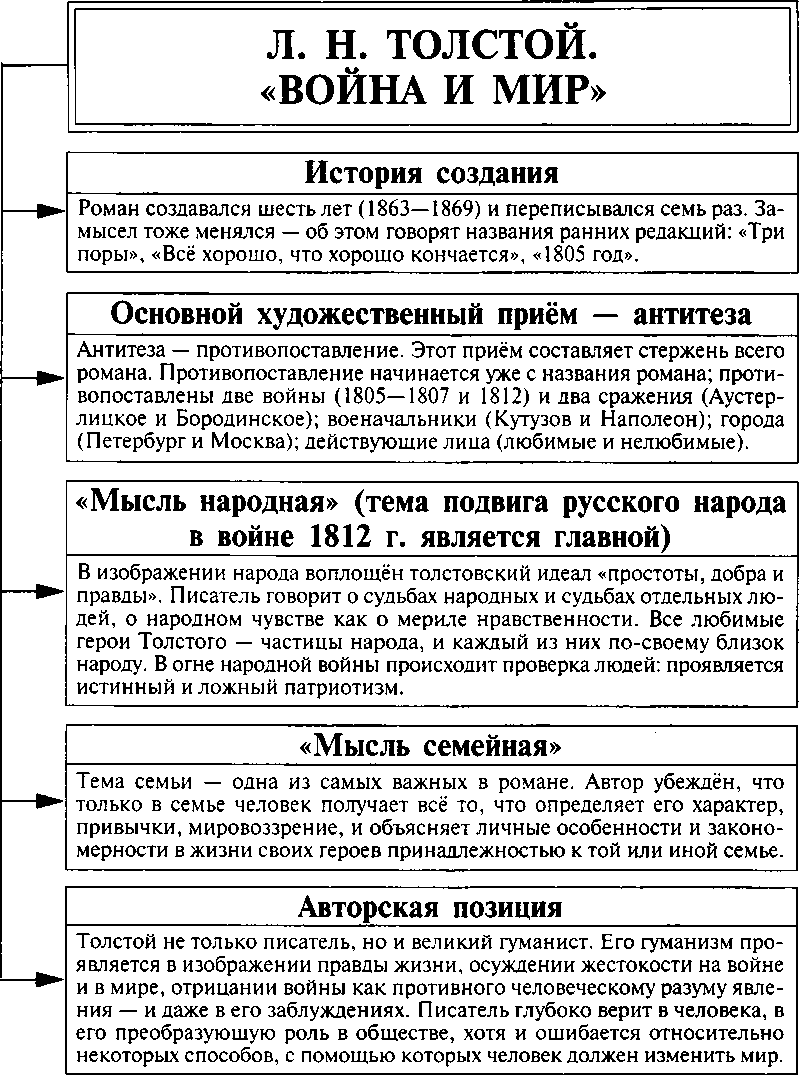 Л. Н. ТОЛСТОЙ.
«ВОЙНА И МИР»
История создания
Роман создавался шесть лет (1863—1869) и переписывался семь раз. За-
мысел тоже менялся — об этом говорят названия ранних редакций: «Три
поры», «Всё хорошо, что хорошо кончается», «1805 год».
Основной художественный приём — антитеза
Антитеза — противопоставление. Этот приём составляет стержень всего
романа. Противопоставление начинается уже с названия романа; проти-
вопоставлены две войны (1805—1807 и 1812) и два сражения (Аустер-
лицкое и Бородинское); военачальники (Кутузов и Наполеон); города
(Петербург и Москва); действующие лица (любимые и нелюбимые).
«Мысль народная» (тема подвига русского народа
в войне 1812 г. является главной)
В изображении народа воплощён толстовский идеал «простоты, добра и
правды». Писатель говорит о судьбах народных и судьбах отдельных лю-
дей, о народном чувстве как о мериле нравственности. Все любимые
герои Толстого — частицы народа, и каждый из них по-своему близок
народу. В огне народной войны происходит проверка людей: проявляется
истинный и ложный патриотизм.
«Мысль семейная»
Тема семьи — одна из самых важных в романе. Автор убеждён, что
только в семье человек получает всё то, что определяет его характер,
привычки, мировоззрение, и объясняет личные особенности и законо-
мерности в жизни своих героев принадлежностью к той или иной семье.
Авторская позиция
Толстой не только писатель, но и великий гуманист. Его гуманизм про-
является в изображении правды жизни, осуждении жестокости на войне
и в мире, отрицании войны как противного человеческому разуму явле-
ния — и даже в его заблуждениях. Писатель глубоко верит в человека, в
его преобразующую роль в обществе, хотя и ошибается относительно
некоторых способов, с помощью которых человек должен изменить мир.